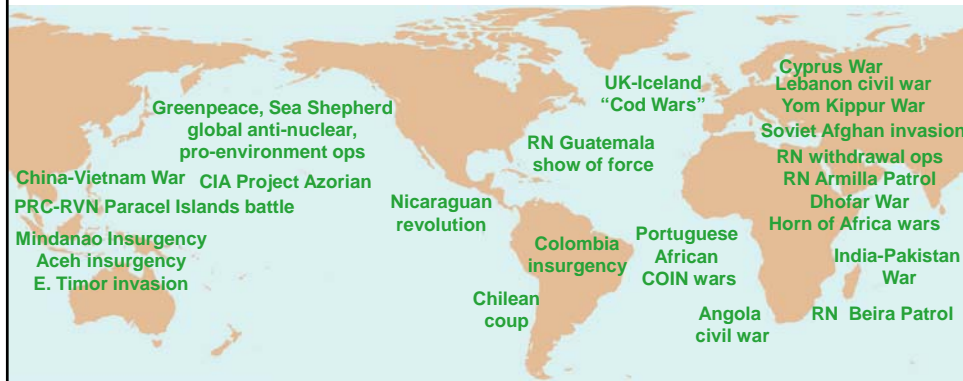 Cyprus War
Lebanon civil war
Yom Kippur War
Soviet Afghan invasion
RN withdrawal ops
RN Armilla Patrol
Dhofar War
Horn of Africa wars
India-Pakistan
War
RN Beira Patrol
UK-Iceland
“Cod Wars”
RN Guatemala
show of force
Greenpeace, Sea Shepherd
global anti-nuclear,
pro-environment ops
China-Vietnam War
CIA Project Azorian
PRC-RVN Paracel Islands battle
Mindanao Insurgency
Aceh insurgency
E. Timor invasion
Nicaraguan
revolution
Colombia
insurgency
Portuguese
African
COIN wars
Chilean
coup
Angola
civil war